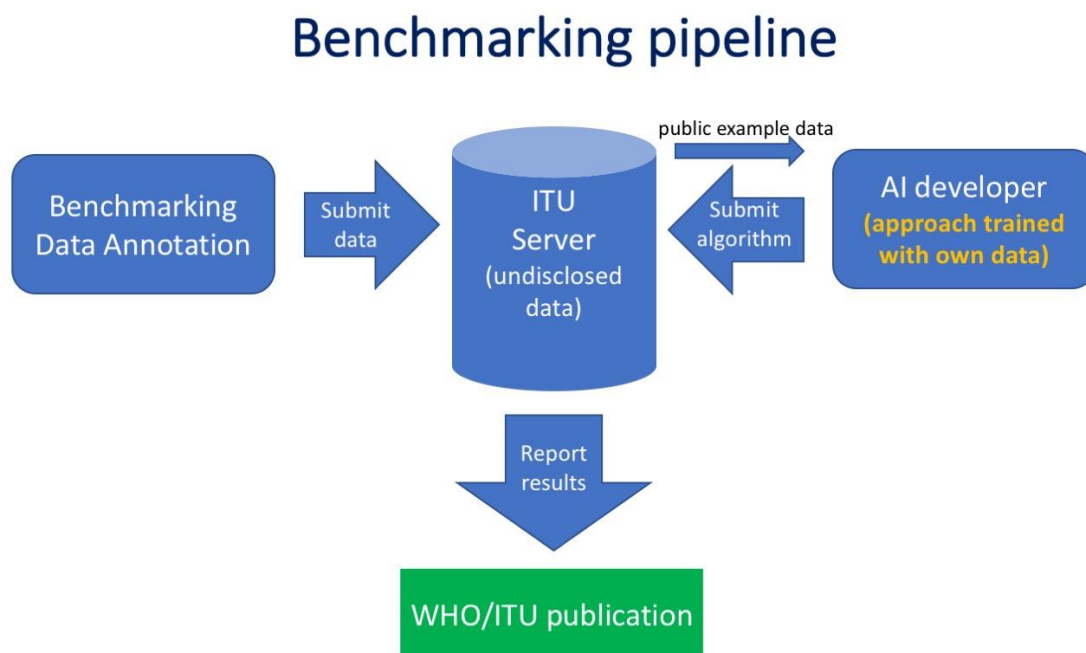 Benchmarking pipeline
Benchmarking
Data Annotation
Submit
data
ITU
Server
(undisclosed
data)
public example data
Submit
algorithm
AI developer
(approach trained
with own data)
Report
results
WHO/ITU publication